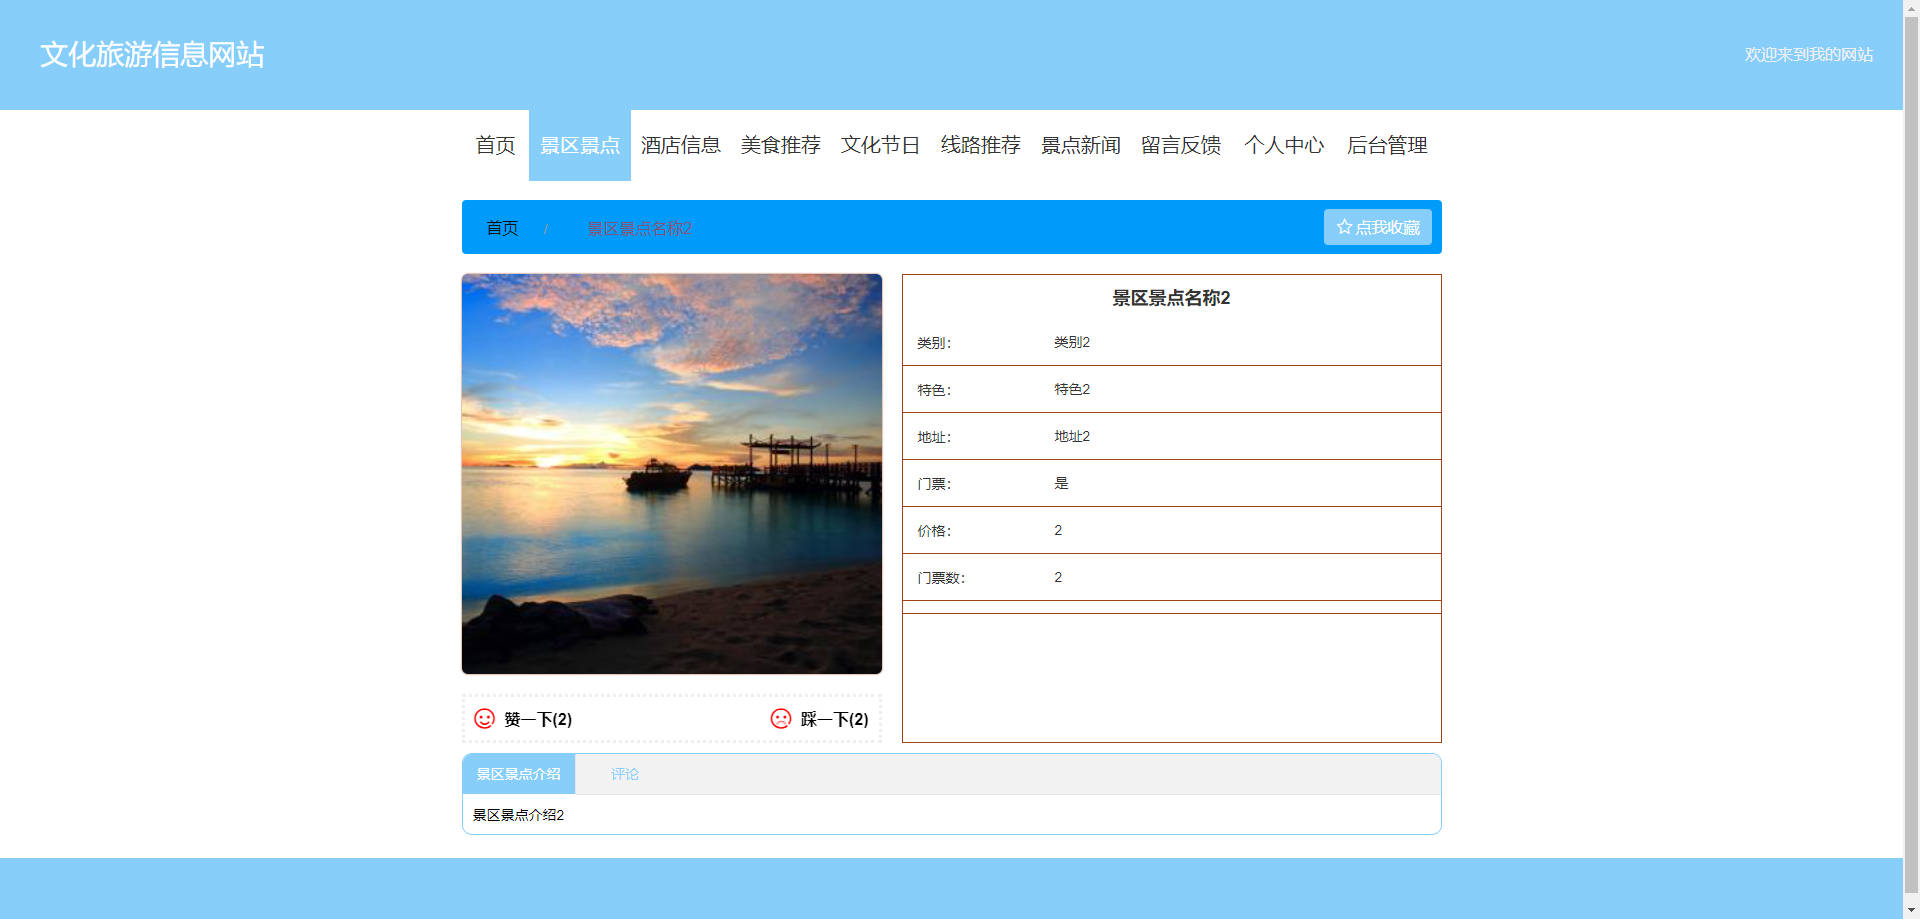 文化旅游信息网站
欢迎来到我的网站
首页 景区景点 酒店信息 美食推荐 文化节日 线路推荐 景点新闻 留言反馈 个人中心 后台管理
首页 / 景区景点名称2
点我收藏
景区景点名称2
类别： 类别2
特色： 特色2
地址： 地址2
门票： 是
价格： 2
门票数： 2
赞一下(2)
踩一下(2)
景区景点介绍 评论
景区景点介绍2